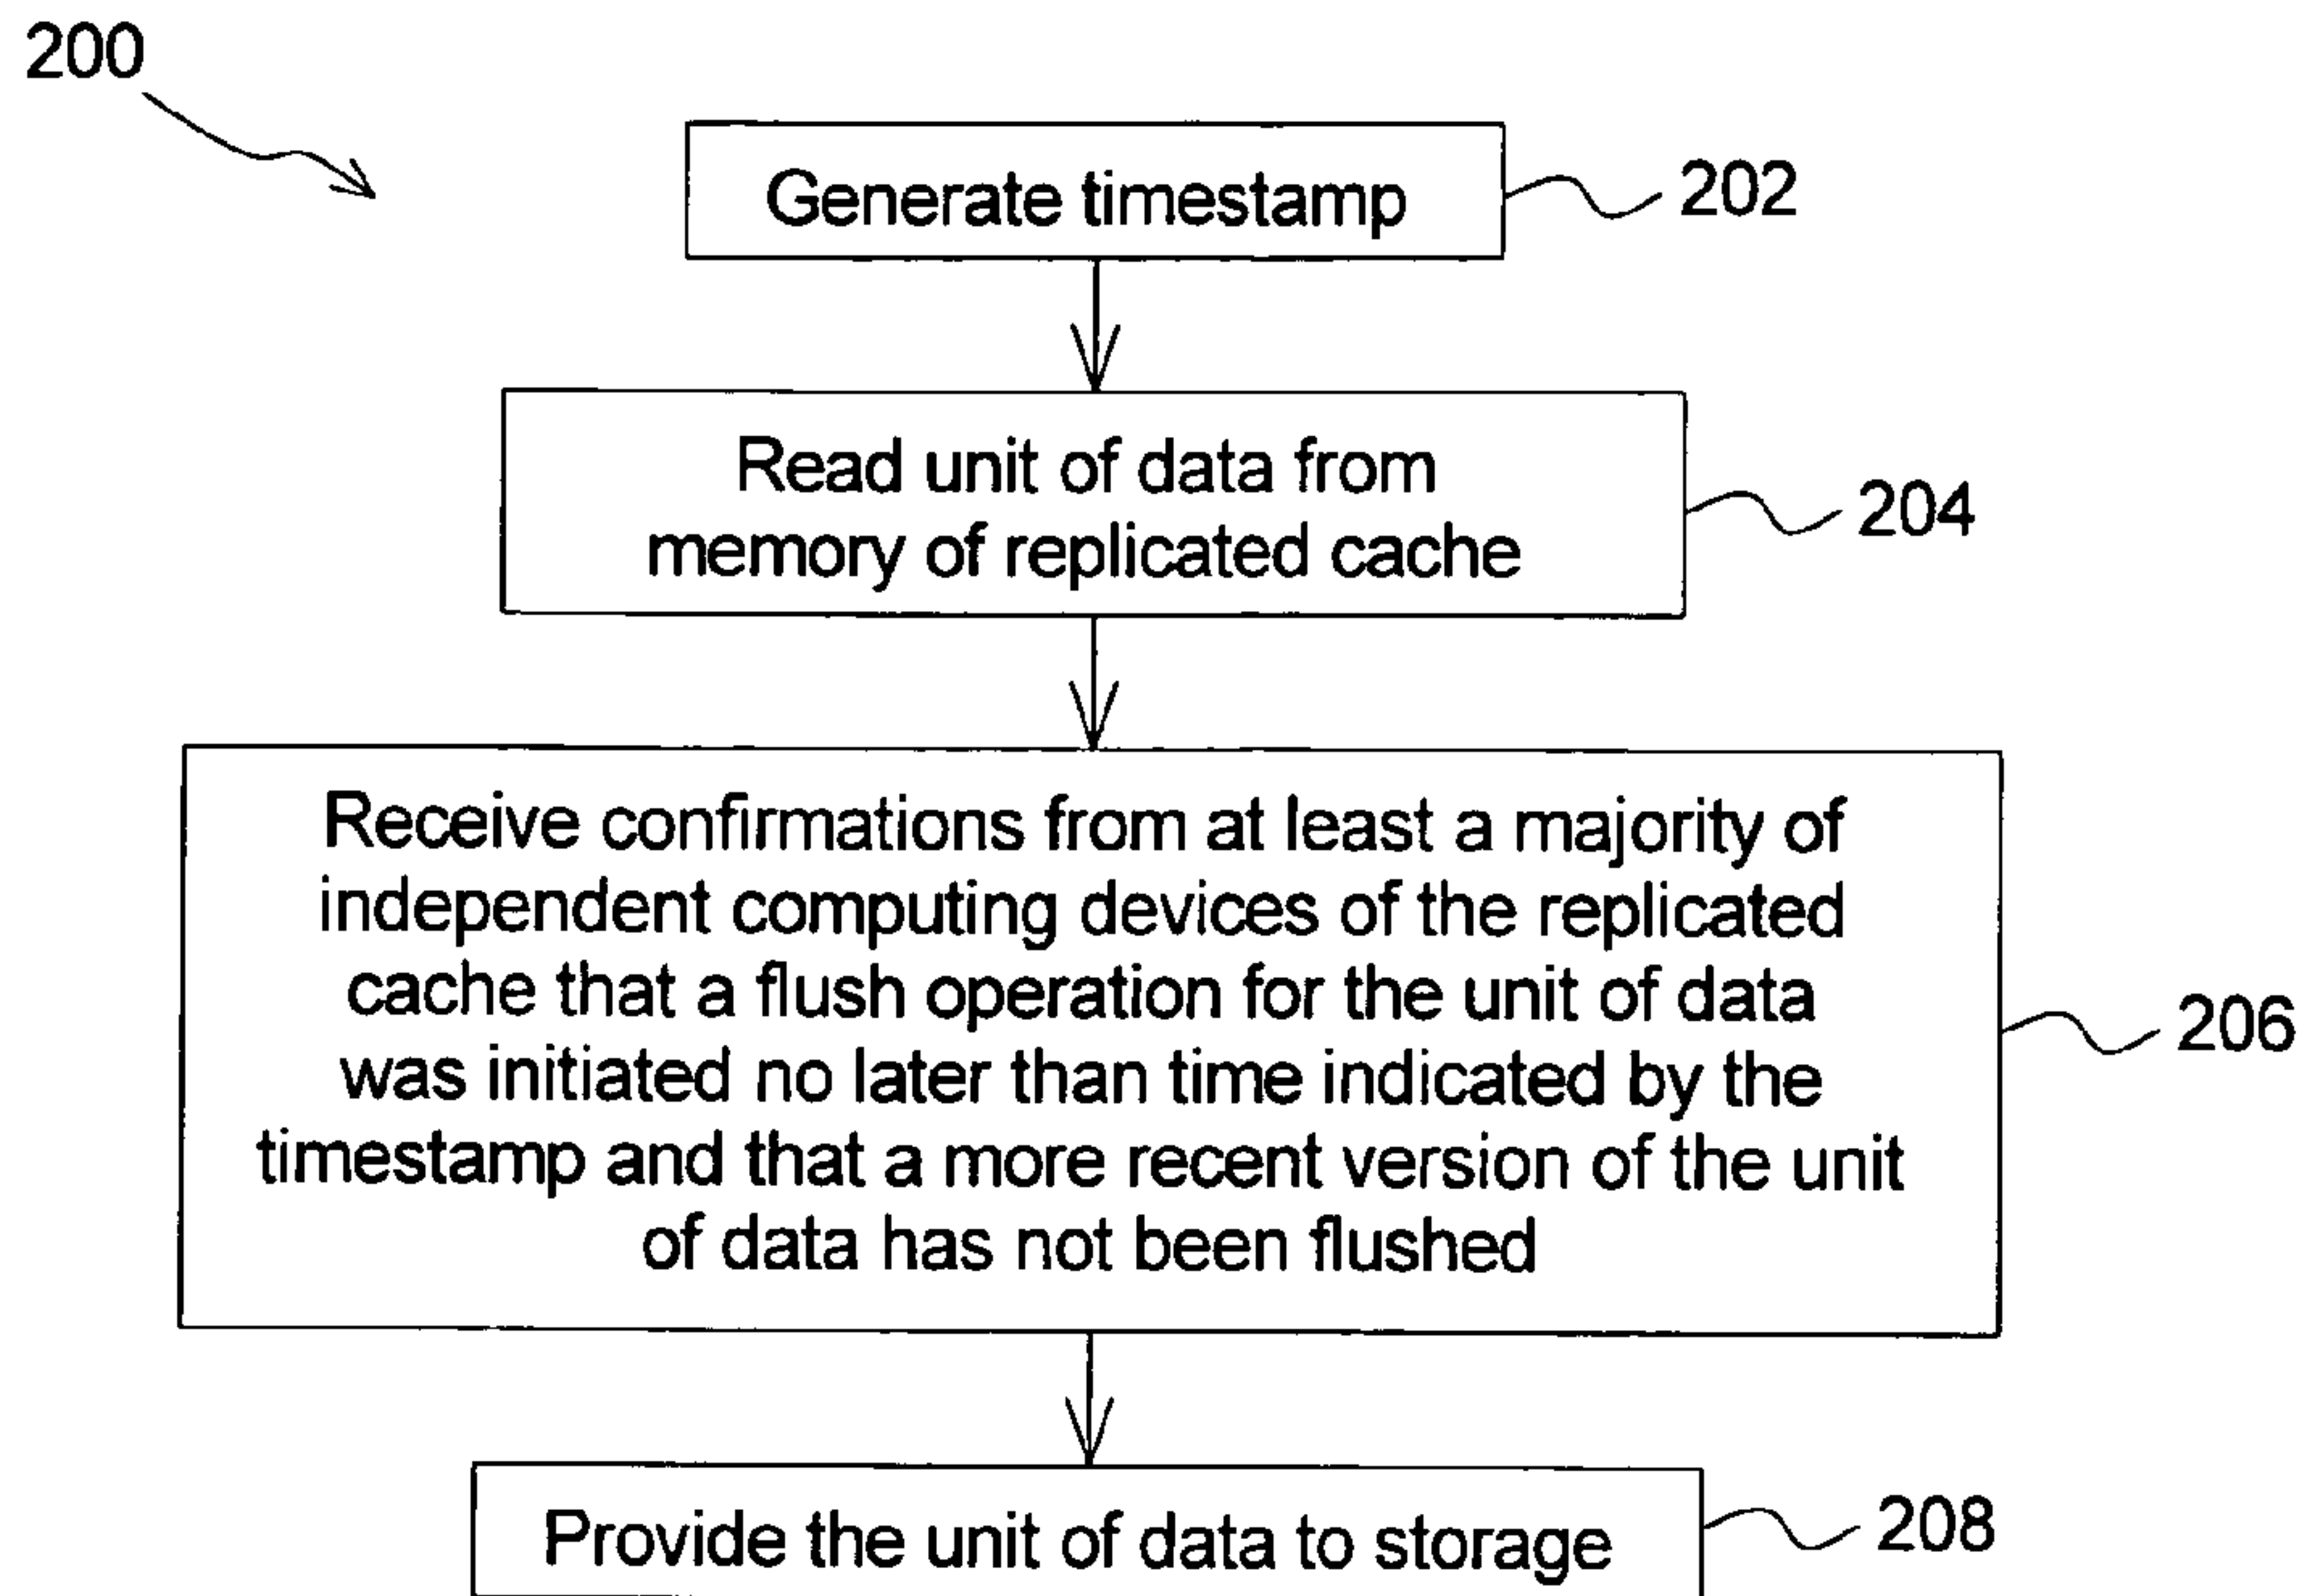 200
Generate timestamp
202
Read unit of data from
memory of replicated cache
204
Receive confirmations from at least a majority of
independent computing devices of the replicated
cache that a flush operation for the unit of data
was initiated no later than time indicated by the
timestamp and that a more recent version of the unit
of data has not been flushed
206
Provide the unit of data to storage
208